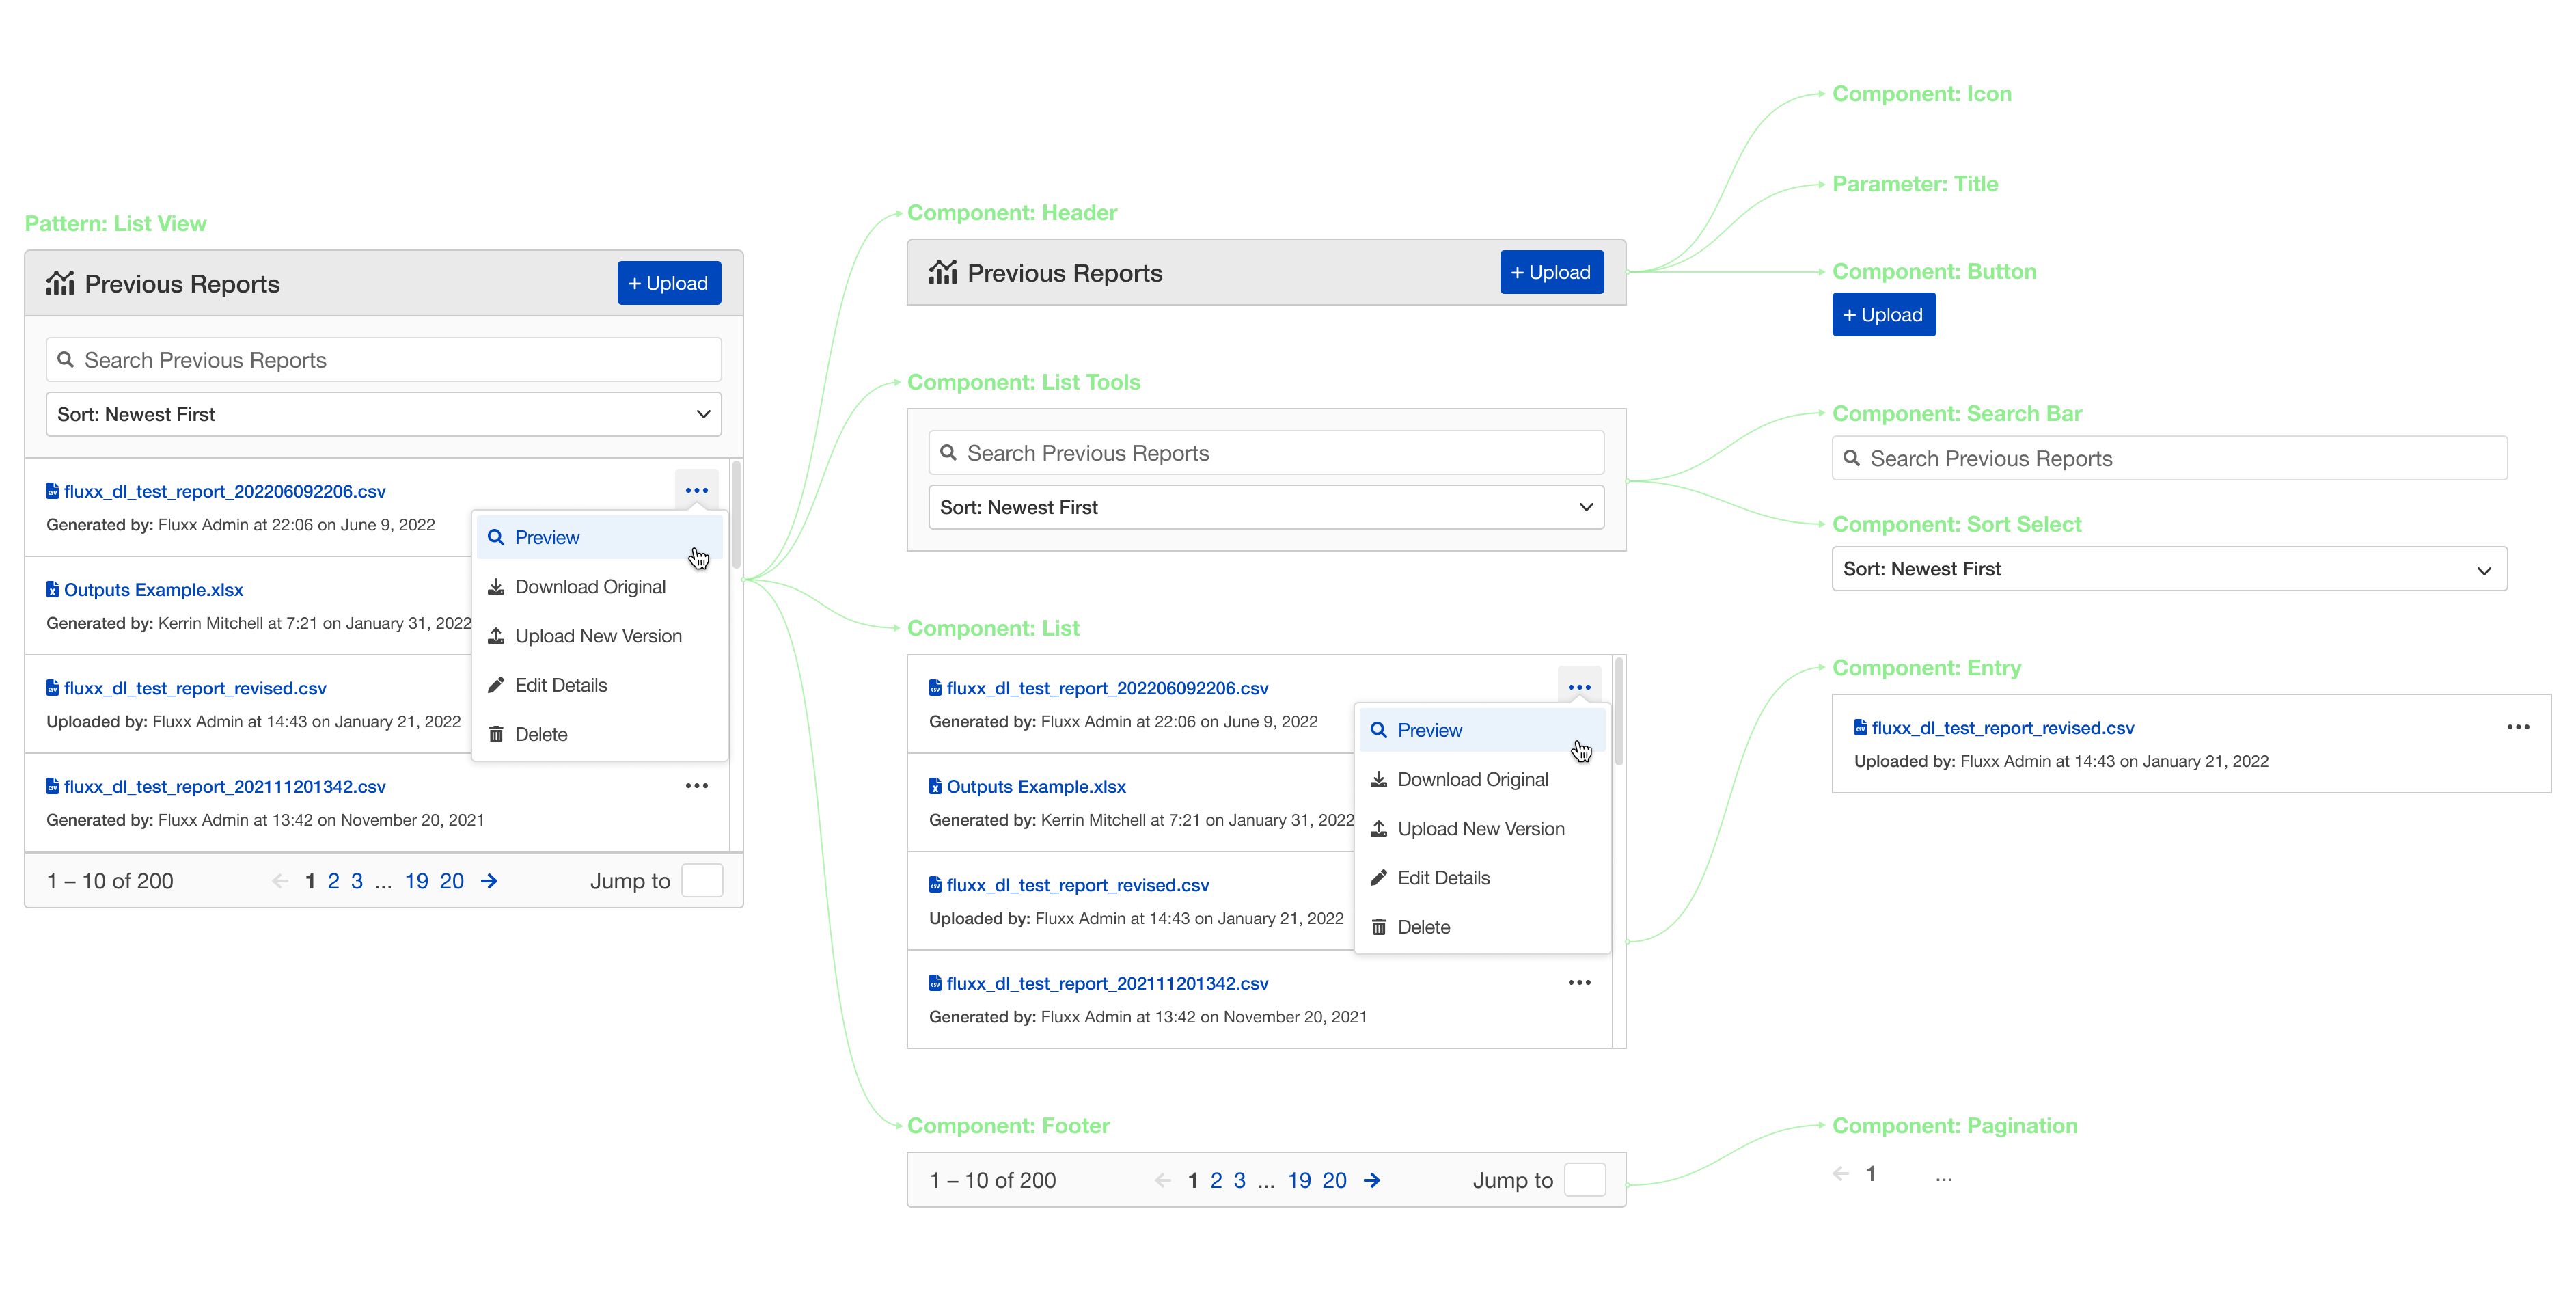 Pattern: List View
Previous Reports
+ Upload
Search Previous Reports
Sort: Newest First
fluxx_dl_test_report_202206092206.csv
Generated by: Fluxx Admin at 22:06 on June 9, 2022
Outputs Example.xlsx
Generated by: Kerrin Mitchell at 7:21 on January 31, 2022
fluxx_dl_test_report_revised.csv
Uploaded by: Fluxx Admin at 14:43 on January 21, 2022
fluxx_dl_test_report_202111201342.csv
Generated by: Fluxx Admin at 13:42 on November 20, 2021
Preview
Download Original
Upload New Version
Edit Details
Delete
1 – 10 of 200 1 2 3 ... 19 20 Jump to
Component: Header
Previous Reports
+ Upload
Component: List Tools
Search Previous Reports
Sort: Newest First
Component: List
fluxx_dl_test_report_202206092206.csv
Generated by: Fluxx Admin at 22:06 on June 9, 2022
Outputs Example.xlsx
Generated by: Kerrin Mitchell at 7:21 on January 31, 2022
fluxx_dl_test_report_revised.csv
Uploaded by: Fluxx Admin at 14:43 on January 21, 2022
fluxx_dl_test_report_202111201342.csv
Generated by: Fluxx Admin at 13:42 on November 20, 2021
Preview
Download Original
Upload New Version
Edit Details
Delete
Component: Footer
1 – 10 of 200 1 2 3 ... 19 20 Jump to
Component: Icon
Parameter: Title
Component: Button
+ Upload
Component: Search Bar
Search Previous Reports
Component: Sort Select
Sort: Newest First
Component: Entry
fluxx_dl_test_report_revised.csv
Uploaded by: Fluxx Admin at 14:43 on January 21, 2022
Component: Pagination
1 ...